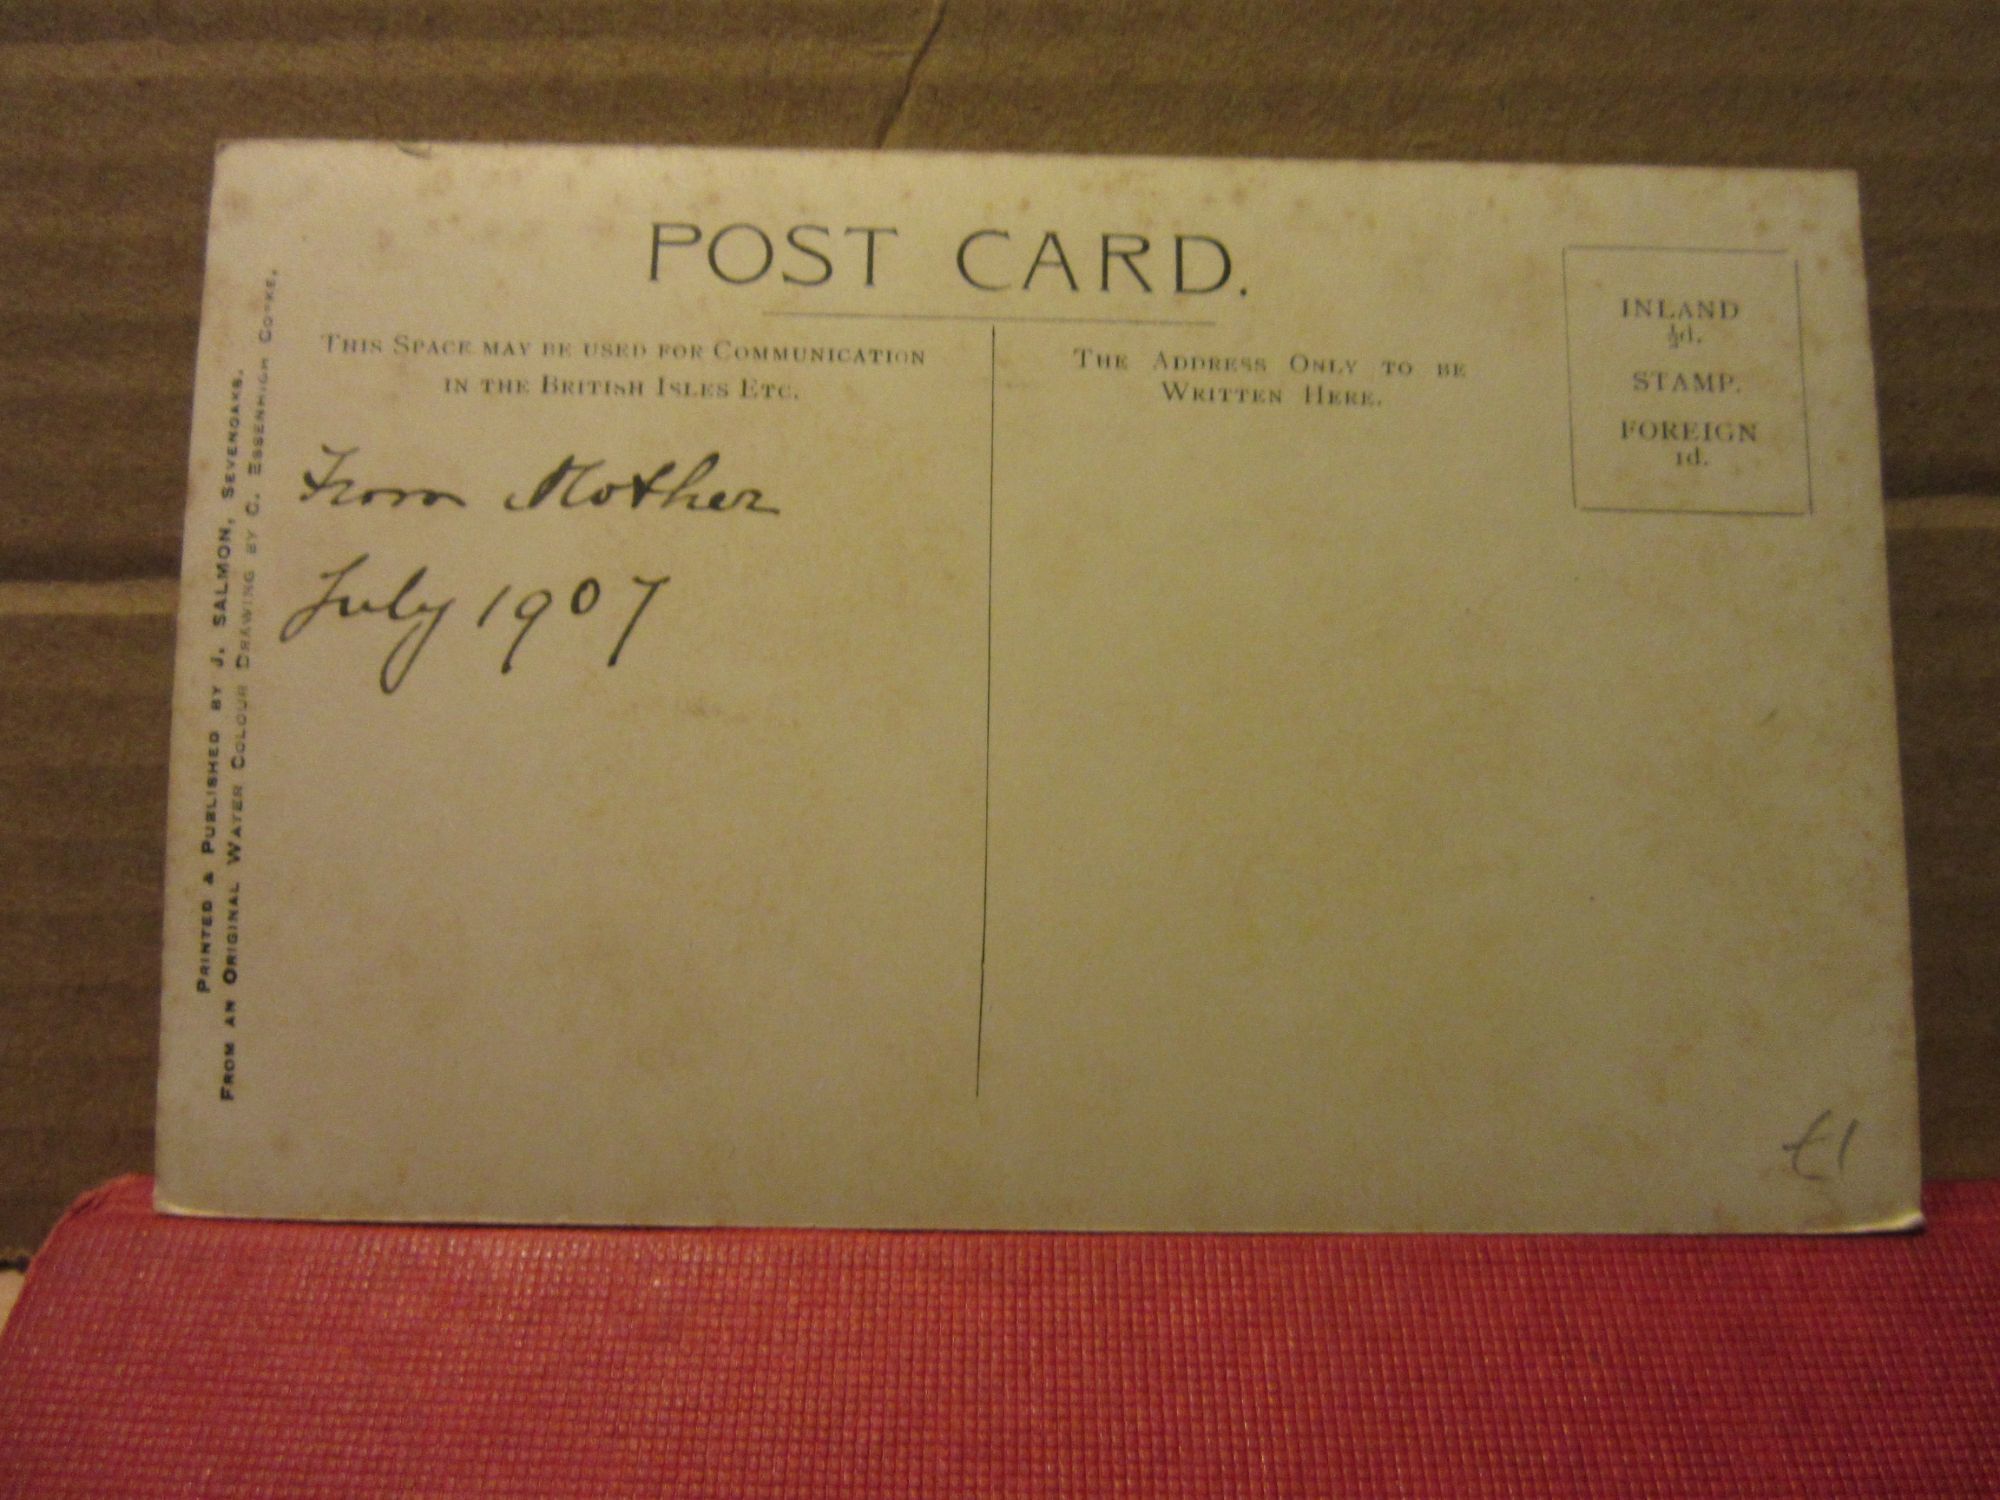 POST CARD.
THIS SPACE MAY BE USED FOR COMMUNICATION
IN THE BRITISH ISLES ETC.
THE ADDRESS ONLY TO BE
WRITTEN HERE.
INLAND
½d.
STAMP.
FOREIGN
1d.
From Mother
July 1907
PRINTED & PUBLISHED BY J. SALMON, SEVENOAKS.
FROM AN ORIGINAL WATER COLOUR DRAWING BY C. ESSENHIGH CORKE.
£1